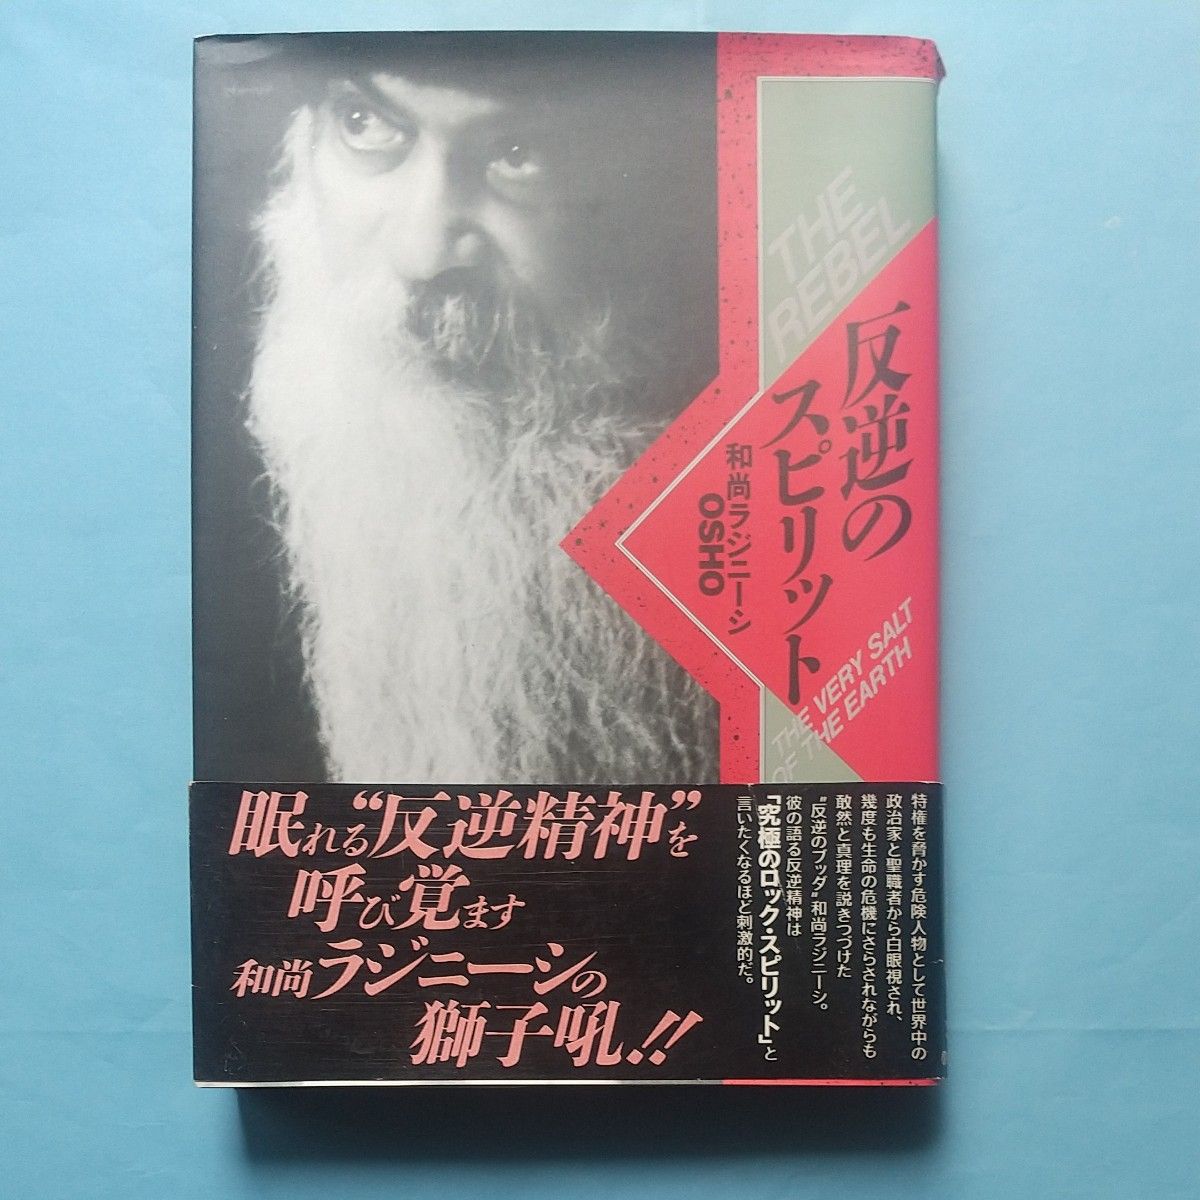 THE
REBEL
反逆の
スピリット
和尚ラジニーシ
OSHO
THE VERY SALT
OF THE EARTH
眠れる“反逆精神”を
呼び覚ます
和尚ラジニーシの
獅子吼!!
特権を脅かす危険人物として世界中の
政治家と聖職者から白眼視され、
幾度も生命の危機にさらされながらも
敢然と真理を説きつづけた
“反逆のブッダ”和尚ラジニーシ。
彼の語る反逆精神は
「究極のロック・スピリット」と
言いたくなるほど刺激的だ。